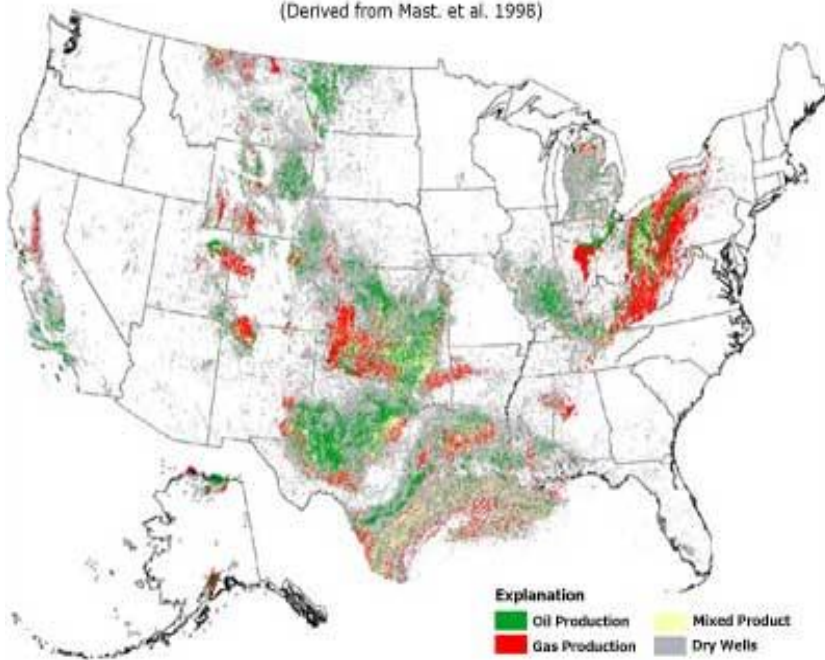 (Derived from Mast. et al. 1998)
Explanation
Oil Production
Mixed Product
Gas Production
Dry Wells